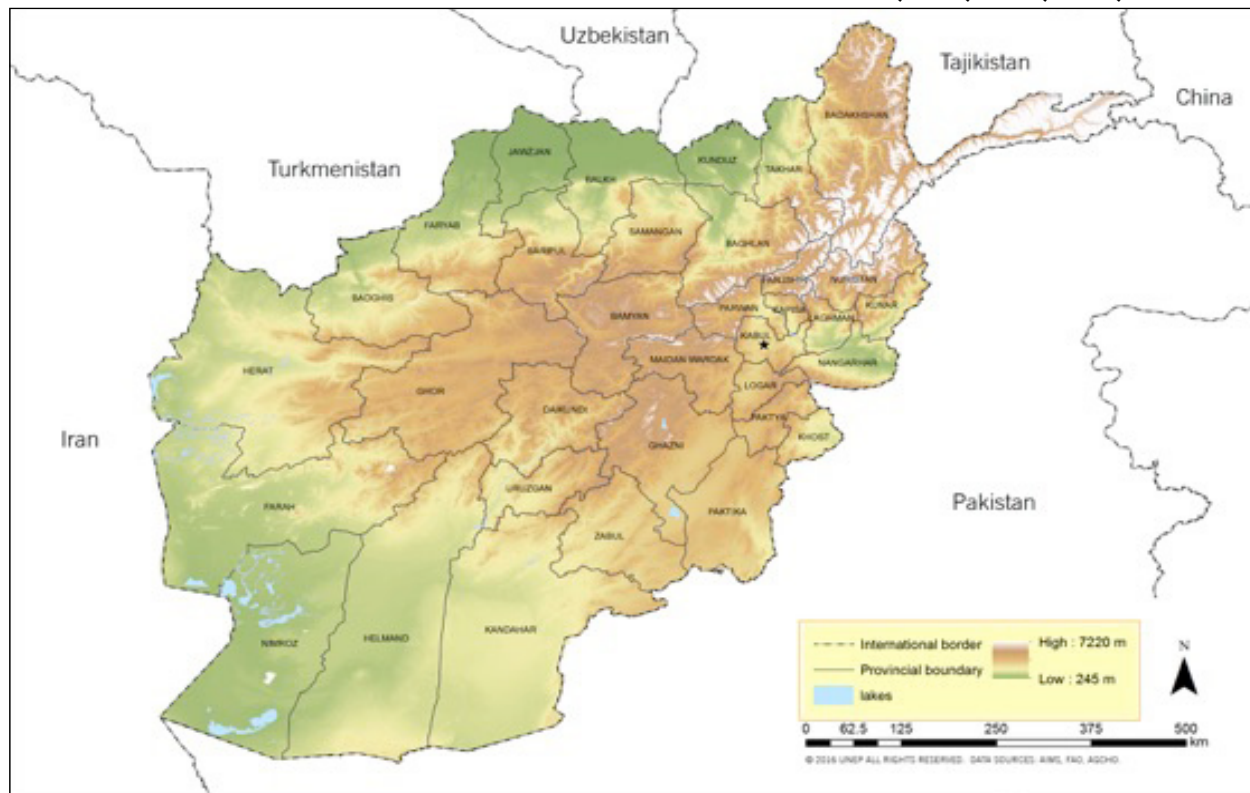 Uzbekistan
Tajikistan
China
Turkmenistan
BADAKHSHAN
JAWZJAN
BALKH
KUNDUZ
TAKHAR
FARYAB
SARIPUL
SAMANGAN
BAGHLAN
BADGHIS
PANJSHIR
NURISTAN
BAMYAN
PARWAN
KAPISA
LAGHMAN
KUNAR
KABUL
HERAT
MAIDAN WARDAK
NANGARHAR
GHOR
LOGAR
DAIKUNDI
PAKTYA
Iran
GHAZNI
KHOST
URUZGAN
FARAH
PAKTIKA
Pakistan
ZABUL
NIMROZ
HELMAND
KANDAHAR
International border
Provincial boundary
lakes
High : 7220 m
Low : 245 m
N
0 62.5 125 250 375 500
km
© 2016 UNEP ALL RIGHTS RESERVED. DATA SOURCES: AIMS, FAO, AGCHO.